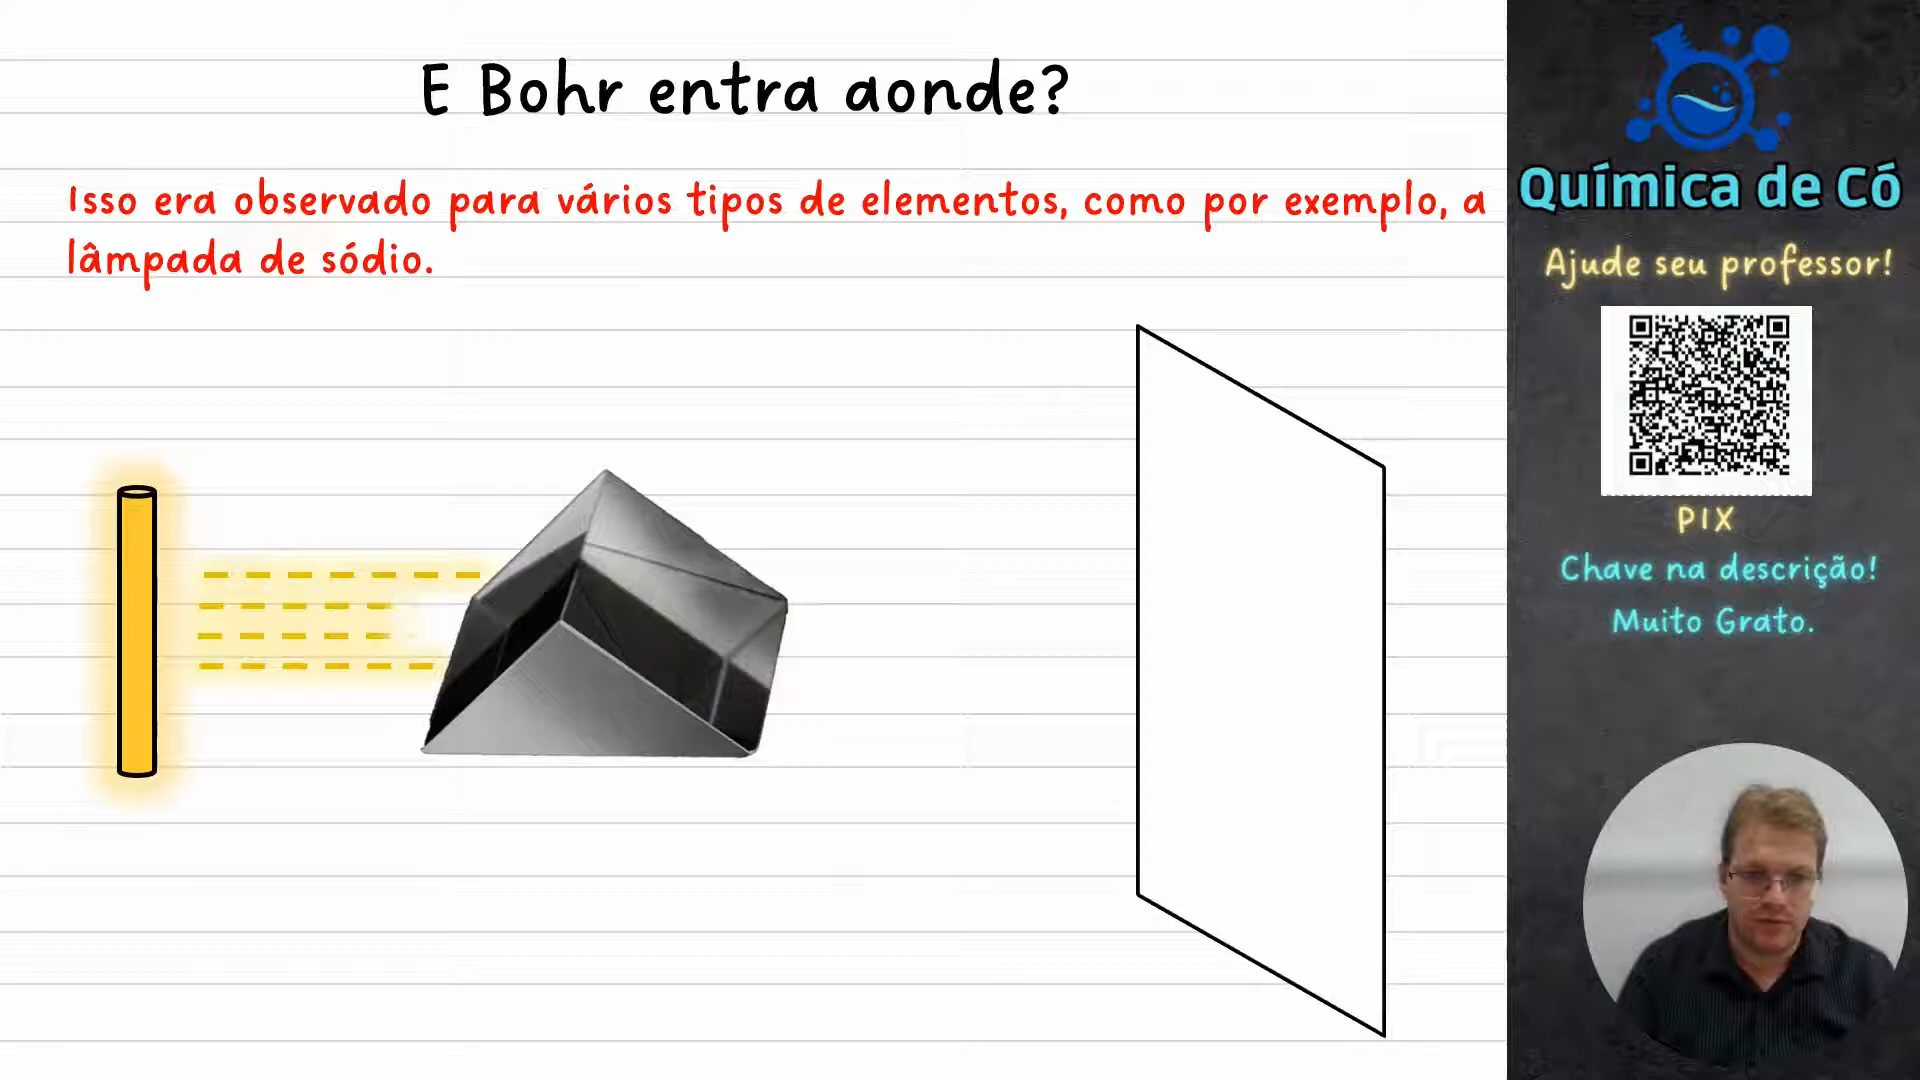 E Bohr entra aonde?
Isso era observado para vários tipos de elementos, como por exemplo, a
lâmpada de sódio.
Química de Có
Ajude seu professor!
PIX
Chave na descrição!
Muito Grato.